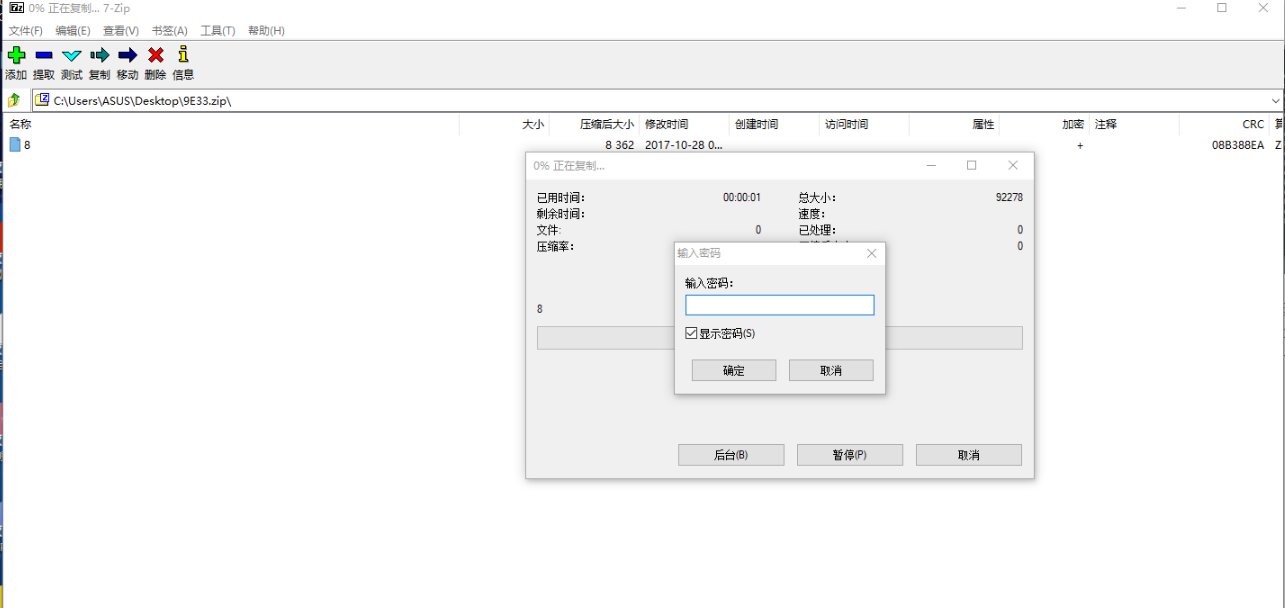 0% 正在复制... 7-Zip
文件(F) 编辑(E) 查看(V) 书签(A) 工具(T) 帮助(H)
添加 提取 测试 复制 移动 删除 信息
C:\Users\ASUS\Desktop\9E33.zip\
名称 大小 压缩后大小 修改时间 创建时间 访问时间 属性 加密 注释 CRC
8 8 362 2017-10-28 0... + 08B388EA Z
0% 正在复制...
已用时间: 00:00:01 总大小: 92278
剩余时间: 速度:
文件: 0 已处理: 0
压缩率: 0
输入密码
输入密码:
8
显示密码(S)
确定 取消
后台(B) 暂停(P) 取消